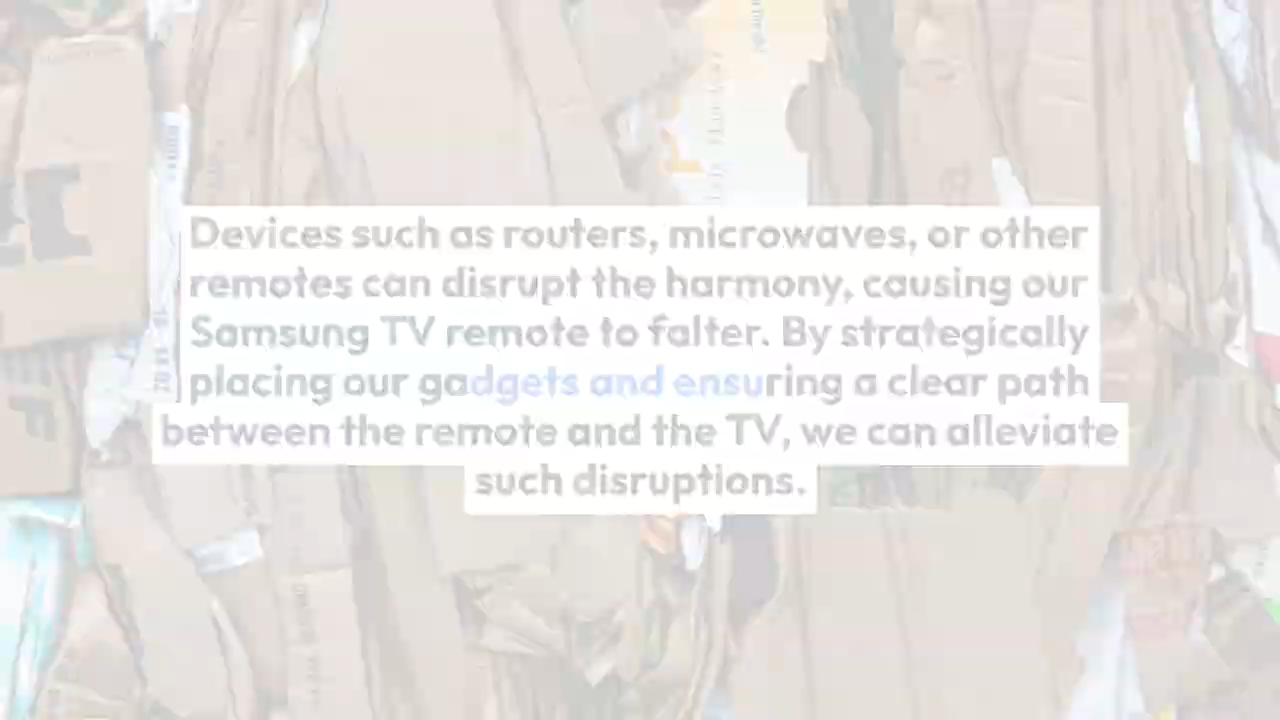 Devices such as routers, microwaves, or other
remotes can disrupt the harmony, causing our
Samsung TV remote to falter. By strategically
placing our gadgets and ensuring a clear path
between the remote and the TV, we can alleviate
such disruptions.